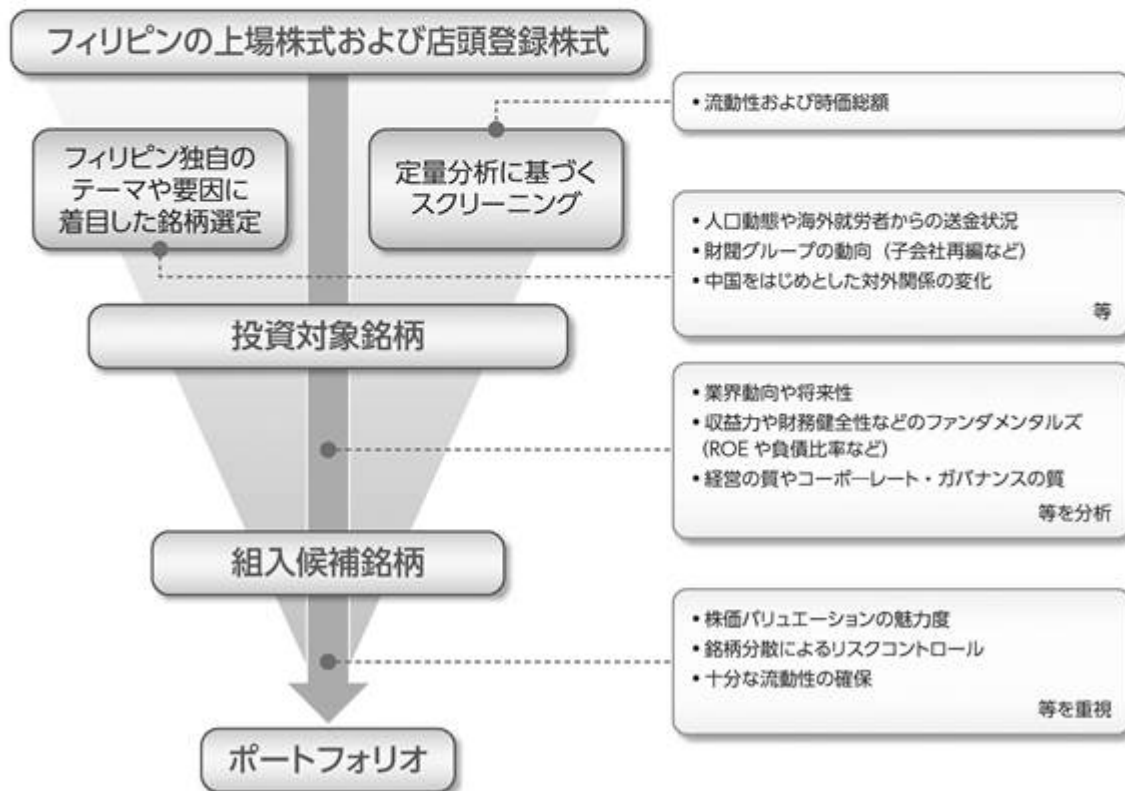 フィリピンの上場株式および店頭登録株式
• 流動性および時価総額
フィリピン独自の
テーマや要因に
着目した銘柄選定
定量分析に基づく
スクリーニング
• 人口動態や海外就労者からの送金状況
• 財閥グループの動向（子会社再編など）
• 中国をはじめとした対外関係の変化
等
投資対象銘柄
• 業界動向や将来性
• 収益力や財務健全性などのファンダメンタルズ
（ROE や負債比率など）
• 経営の質やコーポ―レート・ガバナンスの質
等を分析
組入候補銘柄
• 株価バリュエーションの魅力度
• 銘柄分散によるリスクコントロール
• 十分な流動性の確保
等を重視
ポートフォリオ